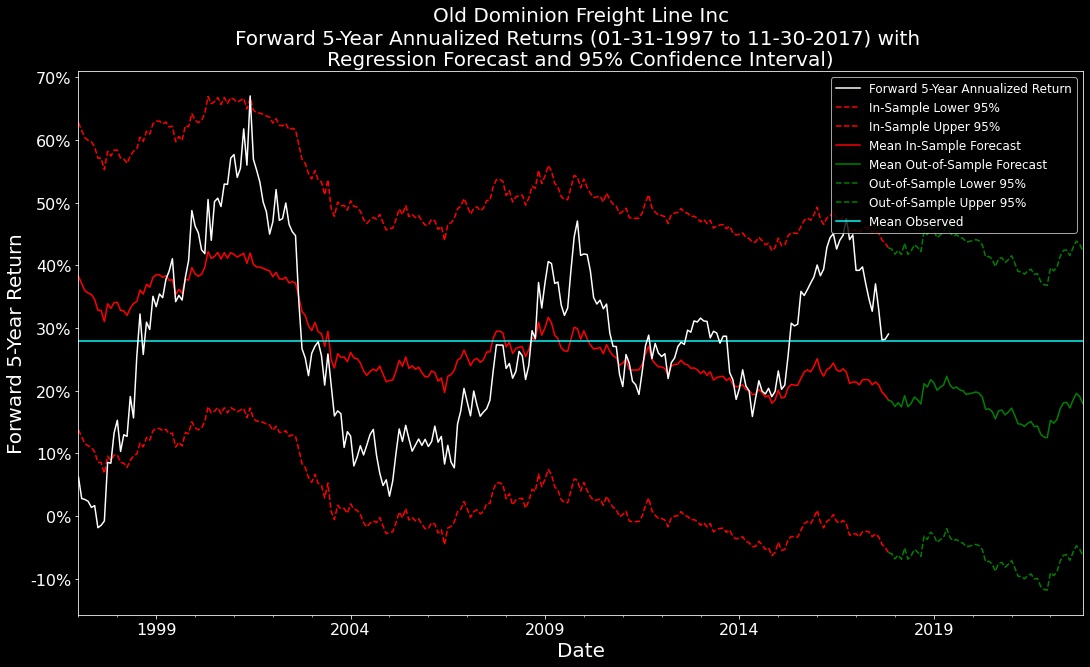 Old Dominion Freight Line Inc
Forward 5-Year Annualized Returns (01-31-1997 to 11-30-2017) with
Regression Forecast and 95% Confidence Interval)
70%
60%
50%
40%
30%
20%
10%
0%
-10%
Forward 5-Year Return
Forward 5-Year Annualized Return
In-Sample Lower 95%
In-Sample Upper 95%
Mean In-Sample Forecast
Mean Out-of-Sample Forecast
Out-of-Sample Lower 95%
Out-of-Sample Upper 95%
Mean Observed
1999
2004
2009
2014
2019
Date